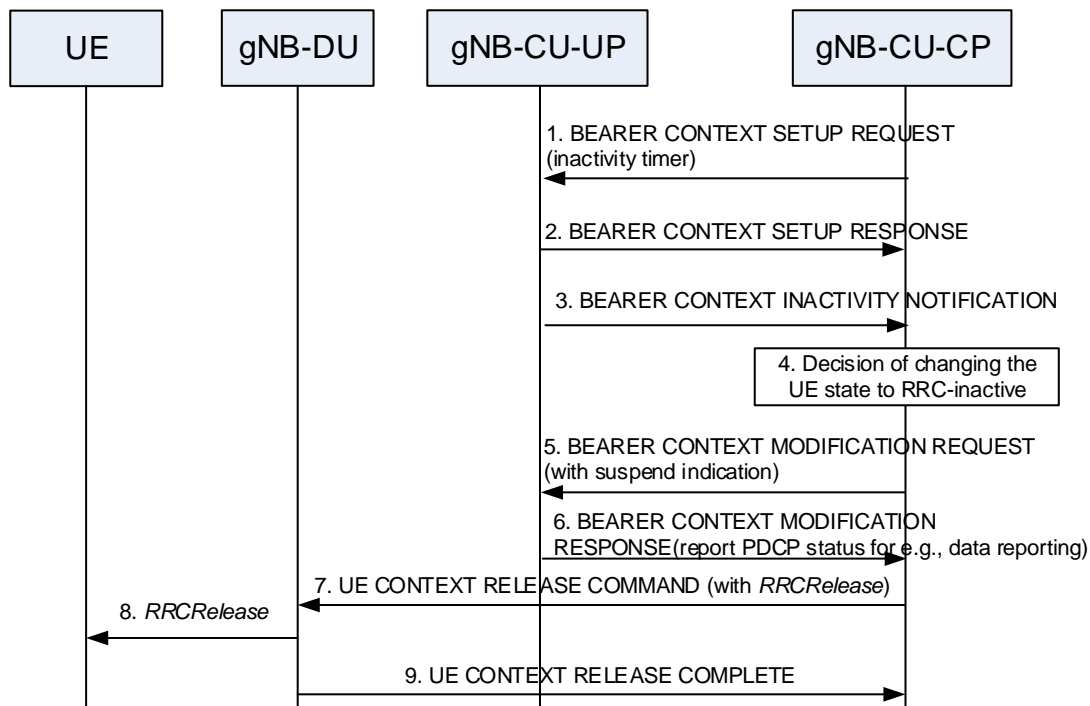 UE
gNB-DU
gNB-CU-UP
gNB-CU-CP
1. BEARER CONTEXT SETUP REQUEST
(inactivity timer)
2. BEARER CONTEXT SETUP RESPONSE
3. BEARER CONTEXT INACTIVITY NOTIFICATION
4. Decision of changing the
UE state to RRC-inactive
5. BEARER CONTEXT MODIFICATION REQUEST
(with suspend indication)
6. BEARER CONTEXT MODIFICATION
RESPONSE(report PDCP status for e.g., data reporting)
7. UE CONTEXT RELEASE COMMAND (with RRCRelease)
8. RRCRelease
9. UE CONTEXT RELEASE COMPLETE